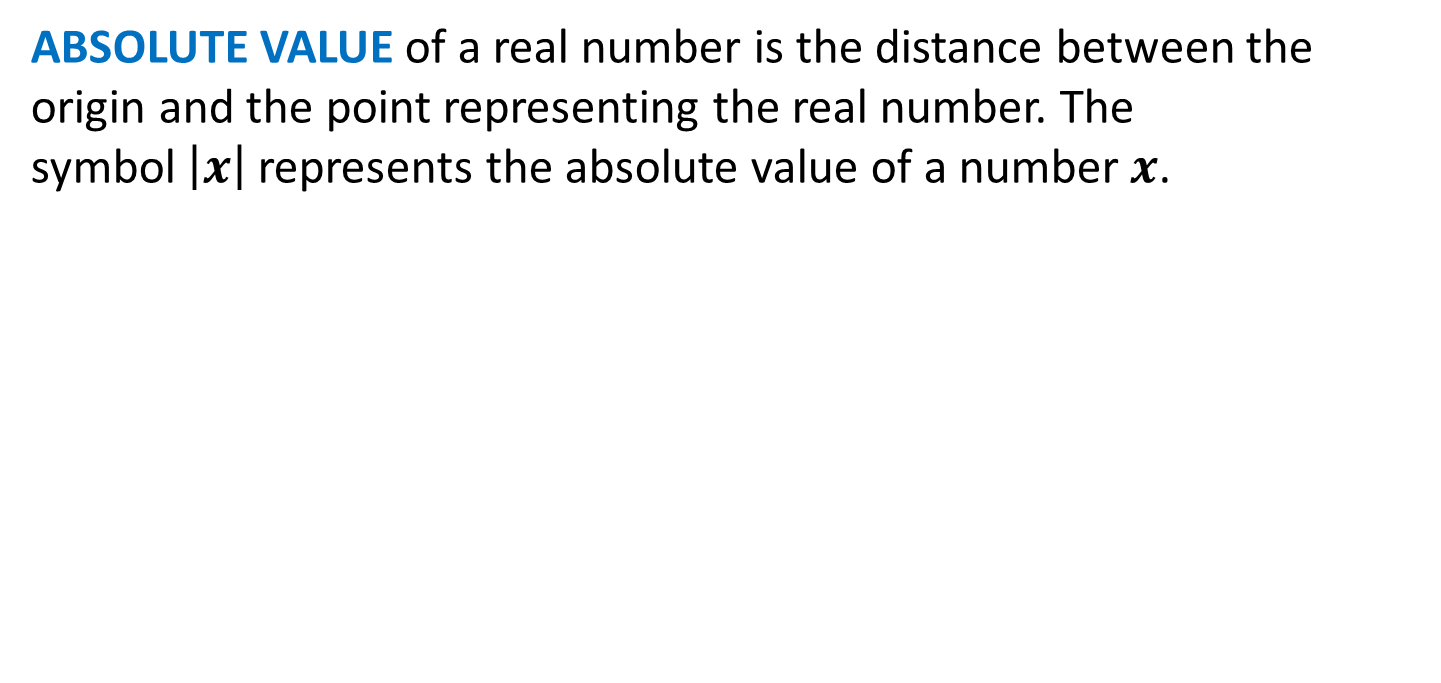 ABSOLUTE VALUE of a real number is the distance between the
origin and the point representing the real number. The
symbol |x| represents the absolute value of a number x.